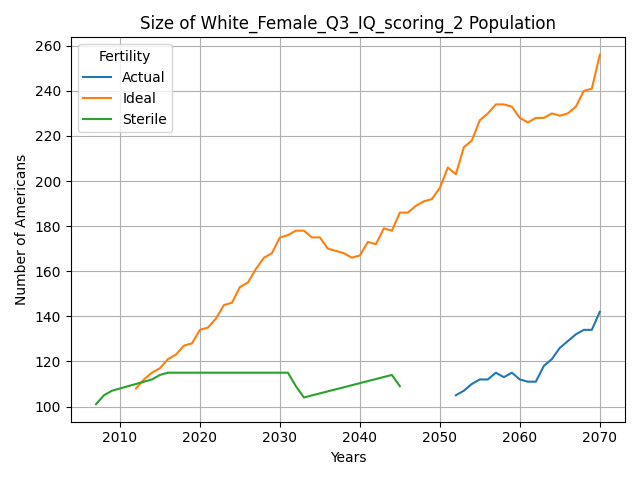 Size of White_Female_Q3_IQ_scoring_2 Population
Fertility
Actual
Ideal
Sterile
Number of Americans
260
240
220
200
180
160
140
120
100
2010 2020 2030 2040 2050 2060 2070
Years